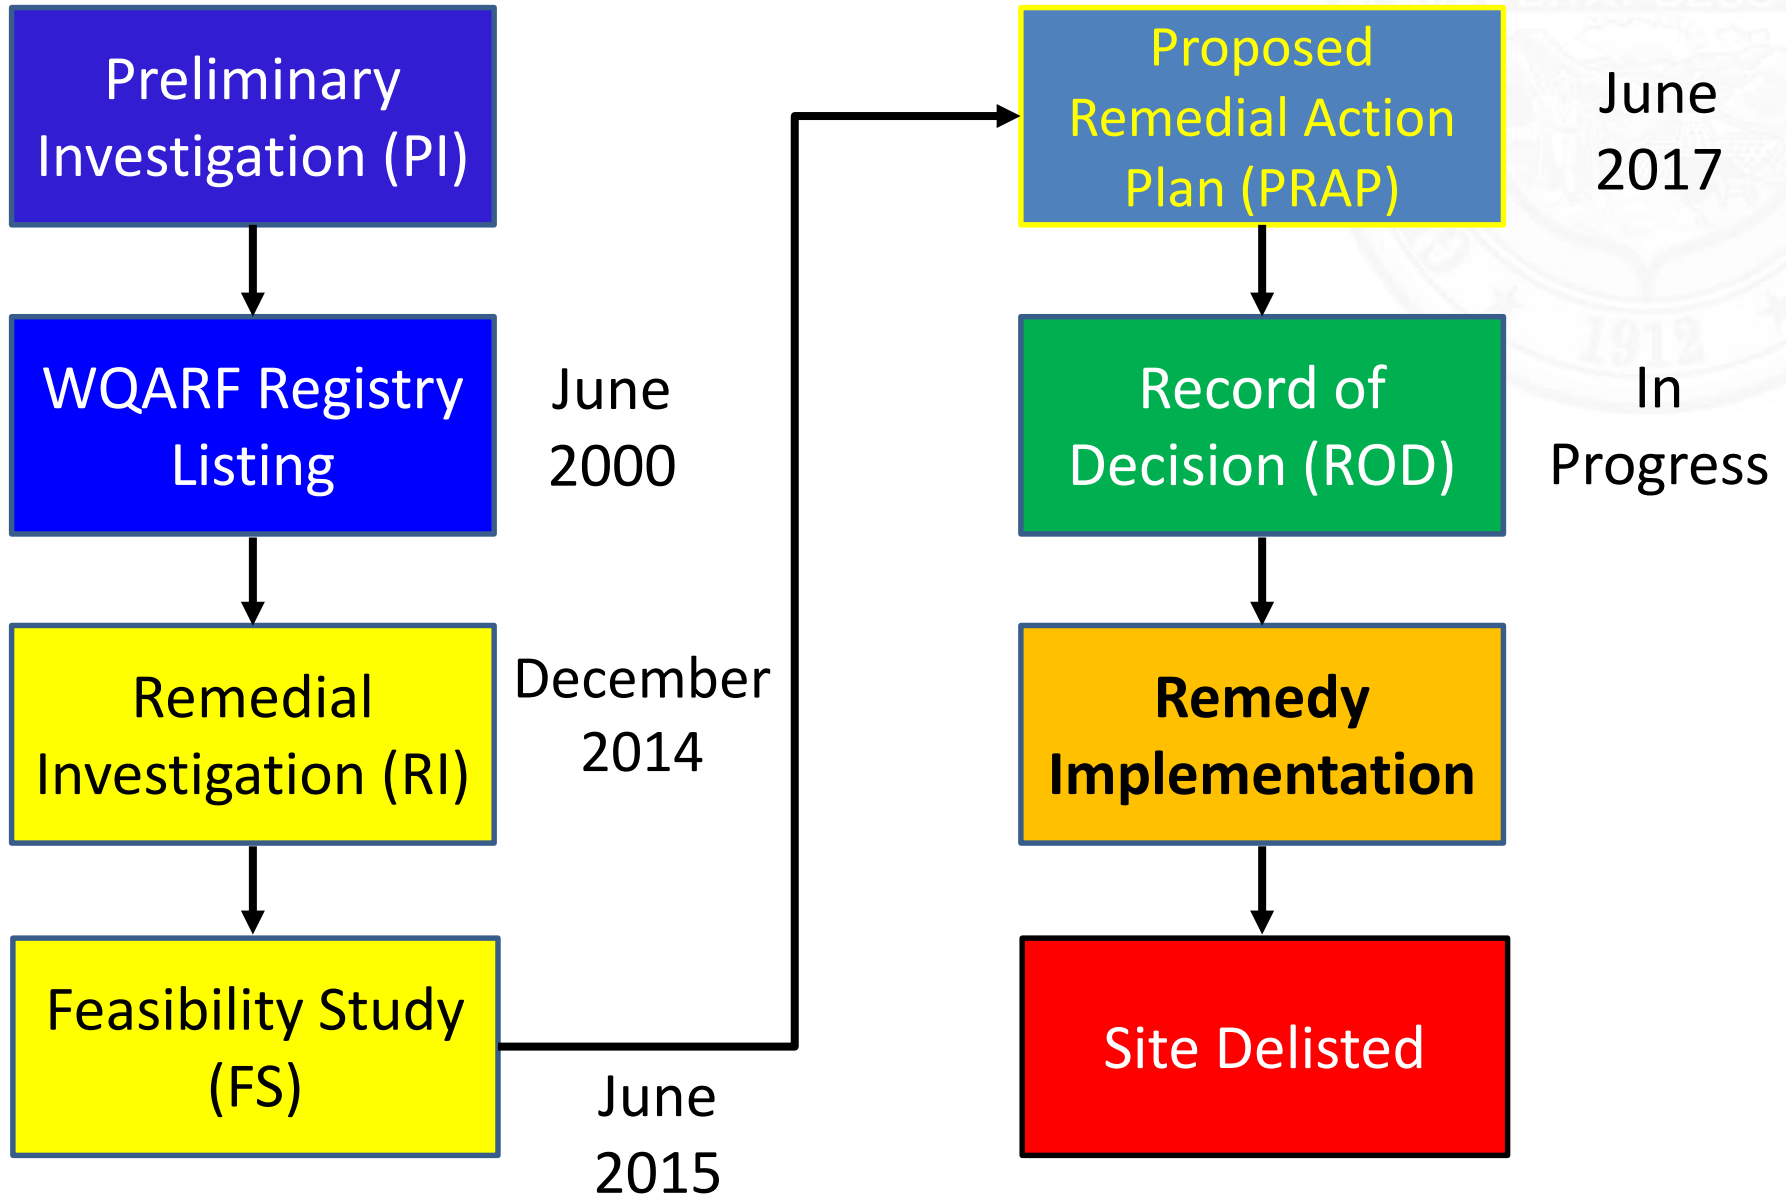 Preliminary
Investigation (PI)
WQARF Registry
Listing
June
2000
Remedial
Investigation (RI)
December
2014
Feasibility Study
(FS)
June
2015
Proposed
Remedial Action
Plan (PRAP)
June
2017
Record of
Decision (ROD)
In
Progress
Remedy
Implementation
Site Delisted
1912